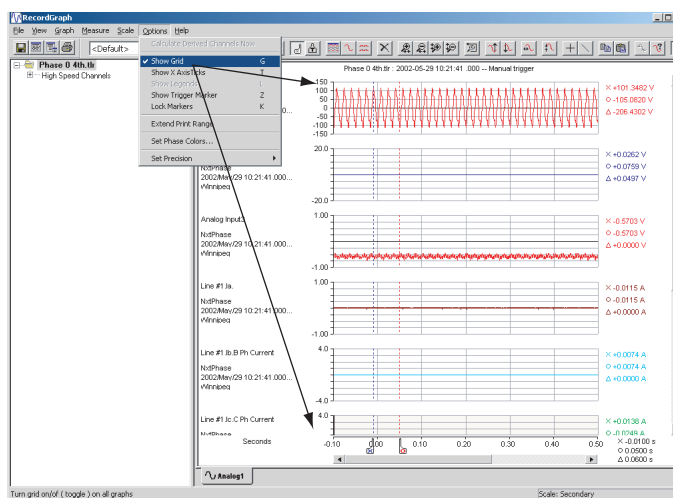 RecordGraph
File View Graph Measure Scale Options Help
<Default>
Calculate Derived Channels Now
Show Grid G
Show X AxisTicks T
Show Legends L
Show Trigger Marker Z
Lock Markers K
Extend Print Range
Set Phase Colors...
Set Precision
Phase 0 4th.tlr
High Speed Channels
Phase 0 4th.tlr : 2002-05-29 10:21:41 .000 -- Manual trigger
150
100
50
0
-50
-100
-150
X +101.3482 V
O -105.0820 V
Δ -206.4302 V
NxtPhase
2002/May/29 10:21:41.000...
Winnipeg
20.0
-20.0
X +0.0262 V
O +0.0759 V
Δ +0.0497 V
Analog Input3
NxtPhase
2002/May/29 10:21:41.000...
Winnipeg
1.00
-1.00
X -0.5703 V
O -0.5703 V
Δ +0.0000 V
Line #1.Ia.
NxtPhase
2002/May/29 10:21:41.000...
Winnipeg
1.00
-1.00
X -0.0115 A
O -0.0115 A
Δ +0.0000 A
Line #1.Ib.B Ph Current
NxtPhase
2002/May/29 10:21:41.000...
Winnipeg
4.0
-4.0
X +0.0074 A
O +0.0074 A
Δ +0.0000 A
Line #1.Ic.C Ph Current
NxtPhase
4.0
X +0.0138 A
O -0.0249 A
Seconds
-0.10 0.00 0.10 0.20 0.30 0.40 0.50
X O
X -0.0100 s
O 0.0500 s
Δ 0.0600 s
Analog1
Turn grid on/of ( toggle ) on all graphs
Scale: Secondary